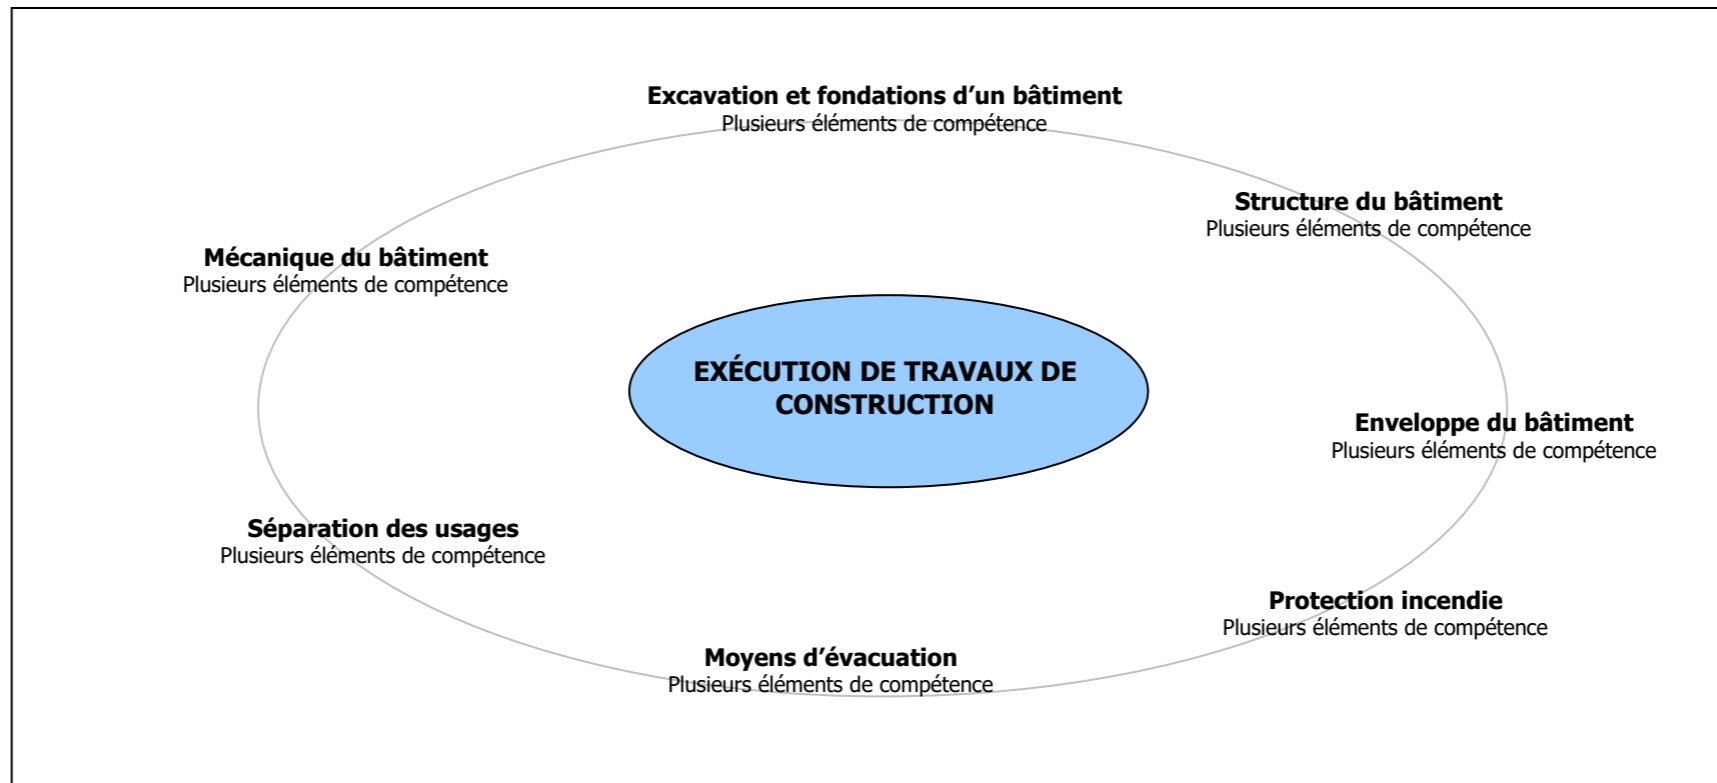 Excavation et fondations d’un bâtiment
Plusieurs éléments de compétence
Structure du bâtiment
Plusieurs éléments de compétence
Mécanique du bâtiment
Plusieurs éléments de compétence
EXÉCUTION DE TRAVAUX DE
CONSTRUCTION
Enveloppe du bâtiment
Plusieurs éléments de compétence
Séparation des usages
Plusieurs éléments de compétence
Protection incendie
Plusieurs éléments de compétence
Moyens d’évacuation
Plusieurs éléments de compétence